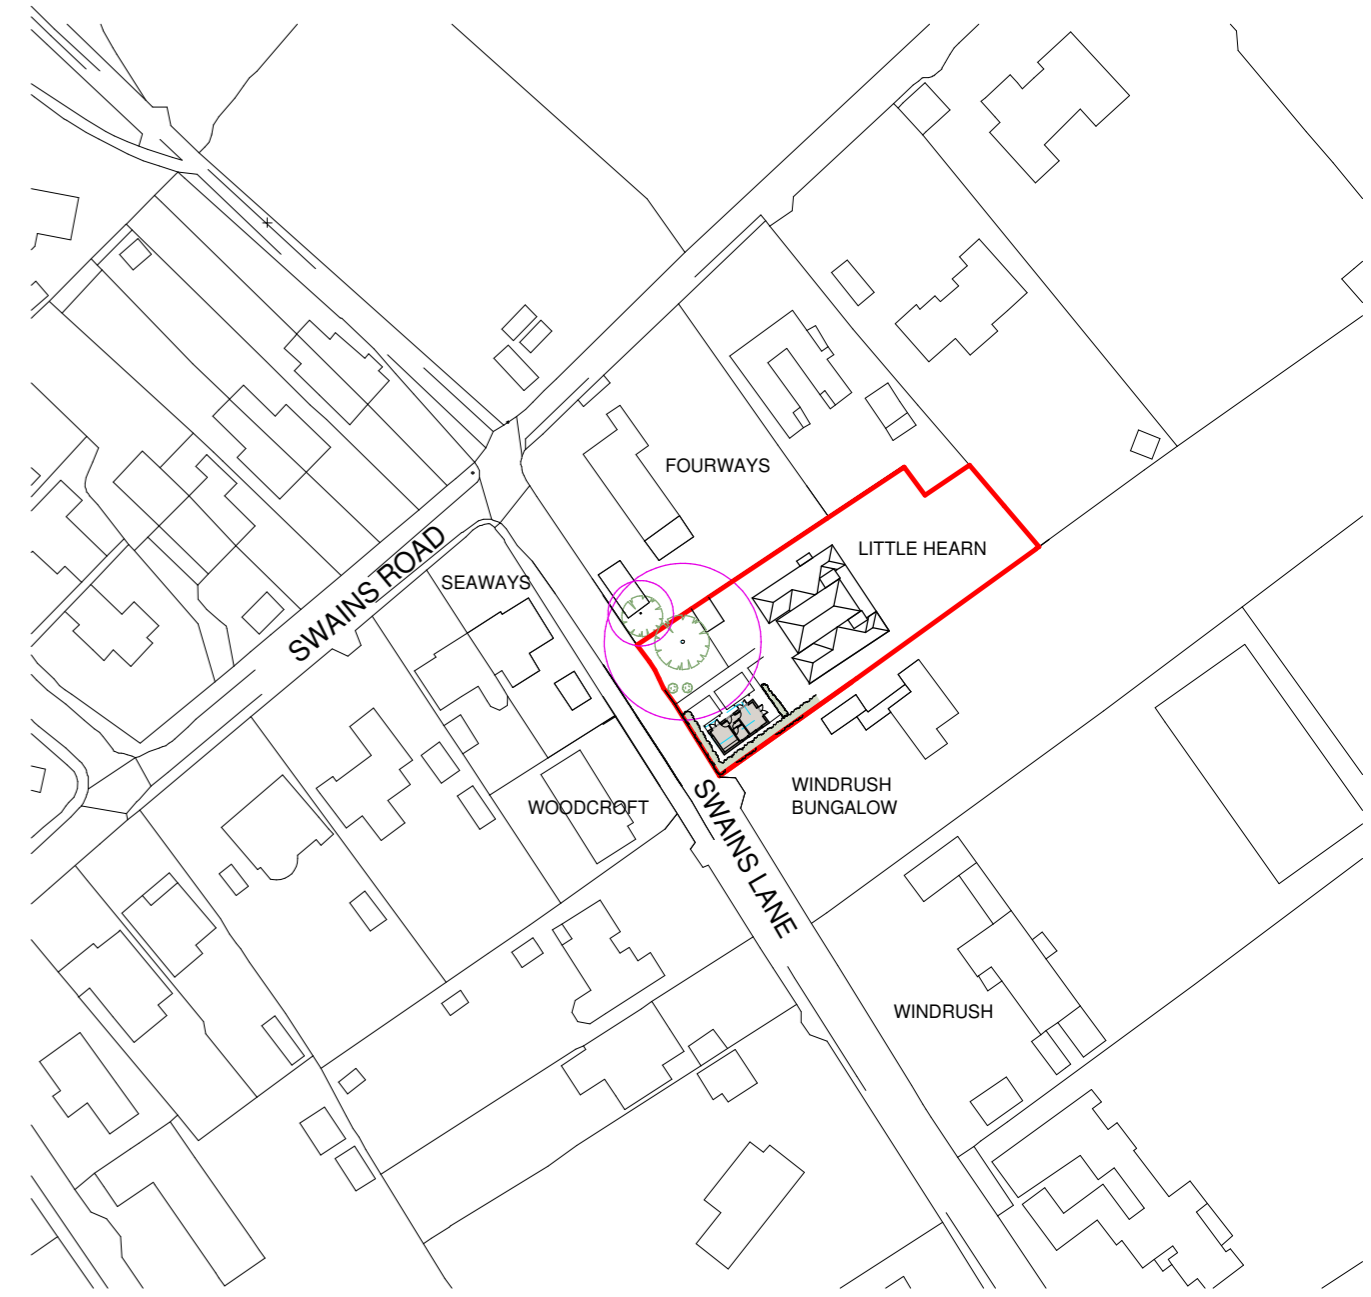 FOURWAYS
SWAINS ROAD
LITTLE HEARN
SEAWAYS
WINDRUSH
BUNGALOW
WOODCROFT
SWAINS LANE
WINDRUSH